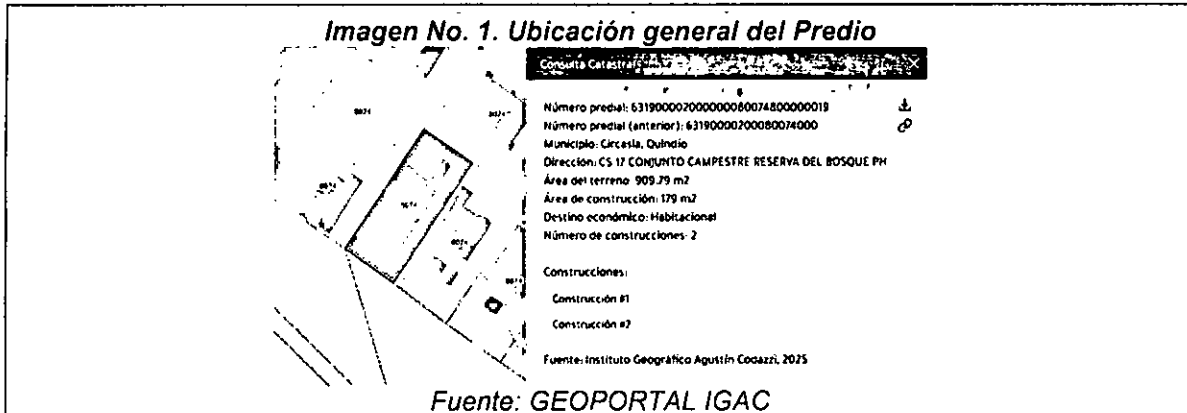 Imagen No. 1. Ubicación general del Predio
Consulta Catastral
Número predial: 631900002000000080074800000019
Número predial (anterior): 63190000200080074000
Municipio: Circasia, Quindío
Dirección: CS 17 CONJUNTO CAMPESTRE RESERVA DEL BOSQUE PH
Área del terreno: 909.79 m2
Área de construcción: 179 m2
Destino económico: Habitacional
Número de construcciones: 2
Construcciones:
Construcción #1
Construcción #2
Fuente: Instituto Geográfico Agustín Codazzi, 2025
Fuente: GEOPORTAL IGAC